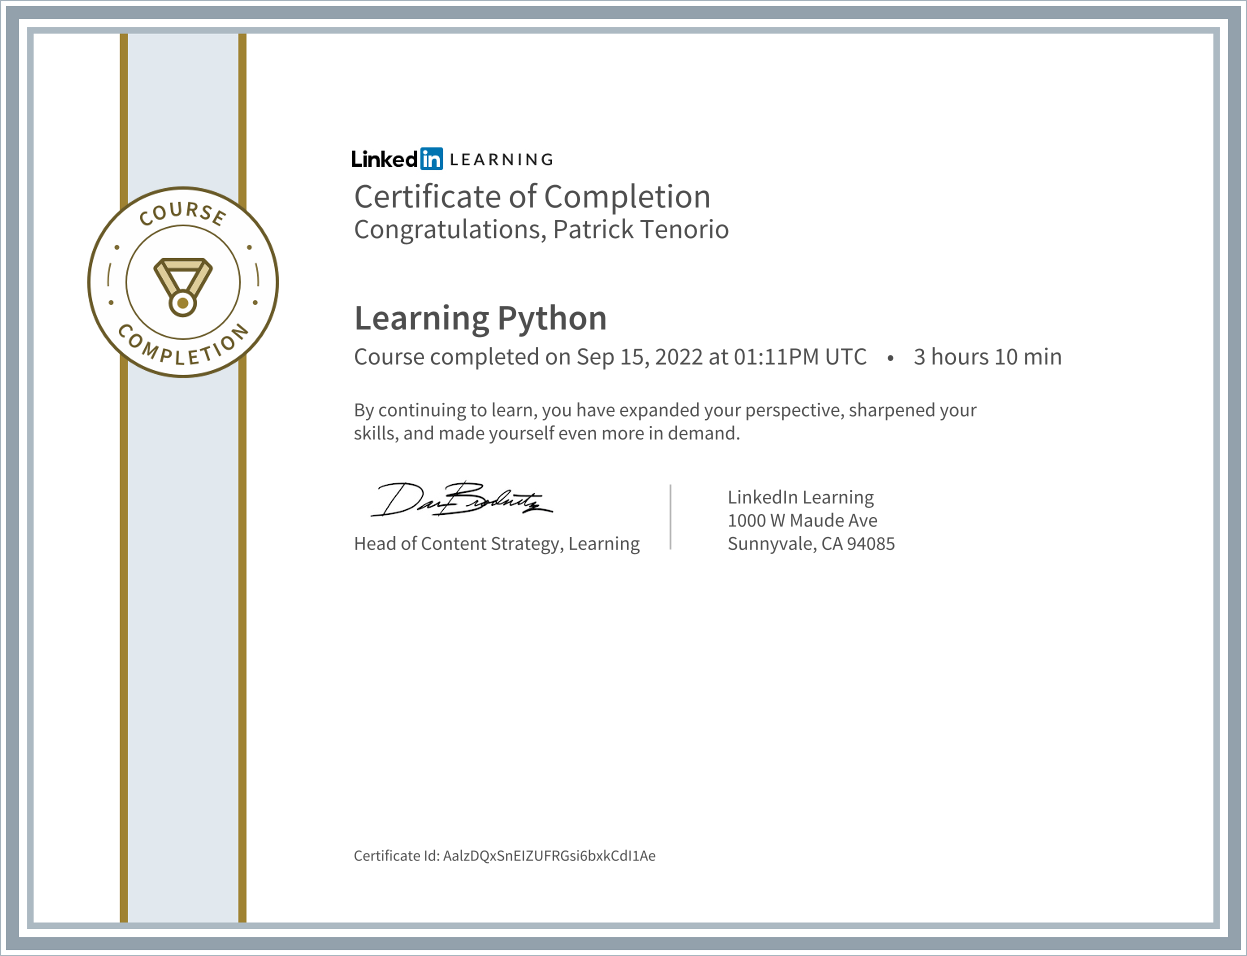 COURSE
COMPLETION
Linked in LEARNING
Certificate of Completion
Congratulations, Patrick Tenorio
Learning Python
Course completed on Sep 15, 2022 at 01:11PM UTC • 3 hours 10 min
By continuing to learn, you have expanded your perspective, sharpened your
skills, and made yourself even more in demand.
Dan Brodnitz
Head of Content Strategy, Learning
LinkedIn Learning
1000 W Maude Ave
Sunnyvale, CA 94085
Certificate Id: AalzDQxSnEIZUFRGsi6bxkCdI1Ae